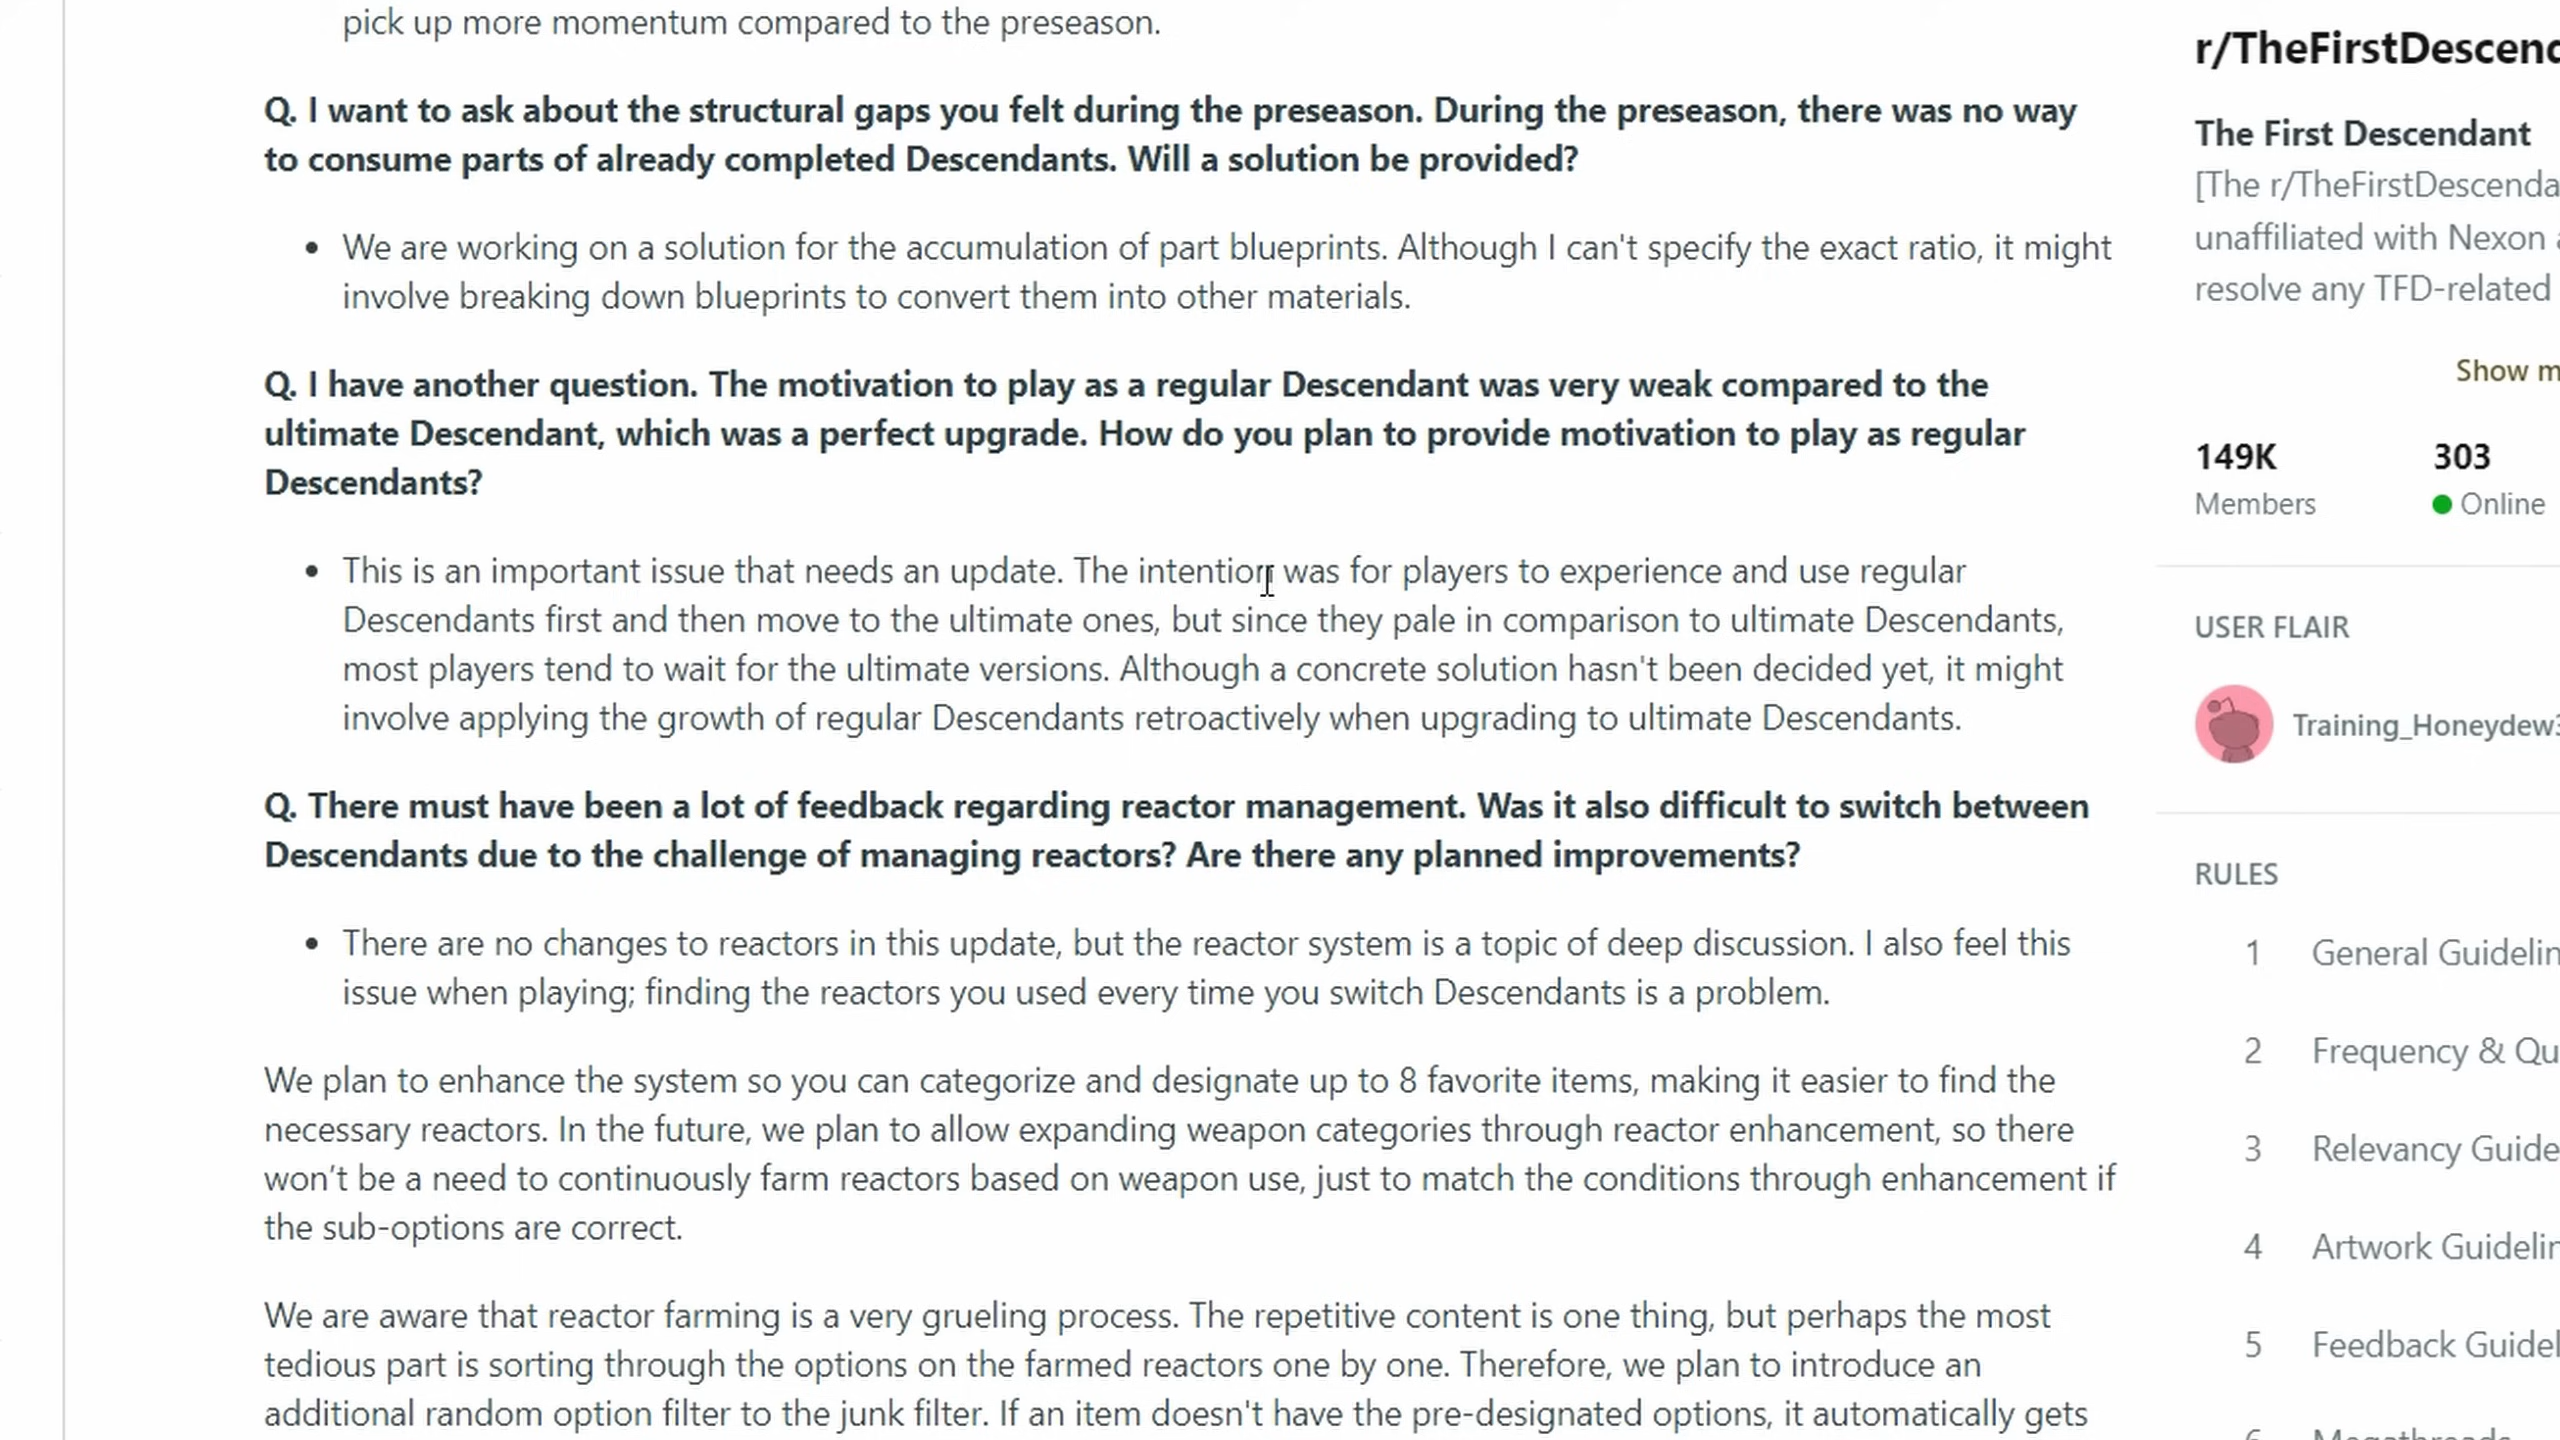 pick up more momentum compared to the preseason.
Q. I want to ask about the structural gaps you felt during the preseason. During the preseason, there was no way
to consume parts of already completed Descendants. Will a solution be provided?
• We are working on a solution for the accumulation of part blueprints. Although I can't specify the exact ratio, it might
involve breaking down blueprints to convert them into other materials.
Q. I have another question. The motivation to play as a regular Descendant was very weak compared to the
ultimate Descendant, which was a perfect upgrade. How do you plan to provide motivation to play as regular
Descendants?
• This is an important issue that needs an update. The intention was for players to experience and use regular
Descendants first and then move to the ultimate ones, but since they pale in comparison to ultimate Descendants,
most players tend to wait for the ultimate versions. Although a concrete solution hasn't been decided yet, it might
involve applying the growth of regular Descendants retroactively when upgrading to ultimate Descendants.
Q. There must have been a lot of feedback regarding reactor management. Was it also difficult to switch between
Descendants due to the challenge of managing reactors? Are there any planned improvements?
• There are no changes to reactors in this update, but the reactor system is a topic of deep discussion. I also feel this
issue when playing; finding the reactors you used every time you switch Descendants is a problem.
We plan to enhance the system so you can categorize and designate up to 8 favorite items, making it easier to find the
necessary reactors. In the future, we plan to allow expanding weapon categories through reactor enhancement, so there
won't be a need to continuously farm reactors based on weapon use, just to match the conditions through enhancement if
the sub-options are correct.
We are aware that reactor farming is a very grueling process. The repetitive content is one thing, but perhaps the most
tedious part is sorting through the options on the farmed reactors one by one. Therefore, we plan to introduce an
additional random option filter to the junk filter. If an item doesn't have the pre-designated options, it automatically gets
r/TheFirstDescend
The First Descendant
[The r/TheFirstDescenda
unaffiliated with Nexon a
resolve any TFD-related
Show m
149K 303
Members Online
USER FLAIR
Training_Honeydew3
RULES
1 General Guidelin
2 Frequency & Qu
3 Relevancy Guide
4 Artwork Guidelin
5 Feedback Guidel